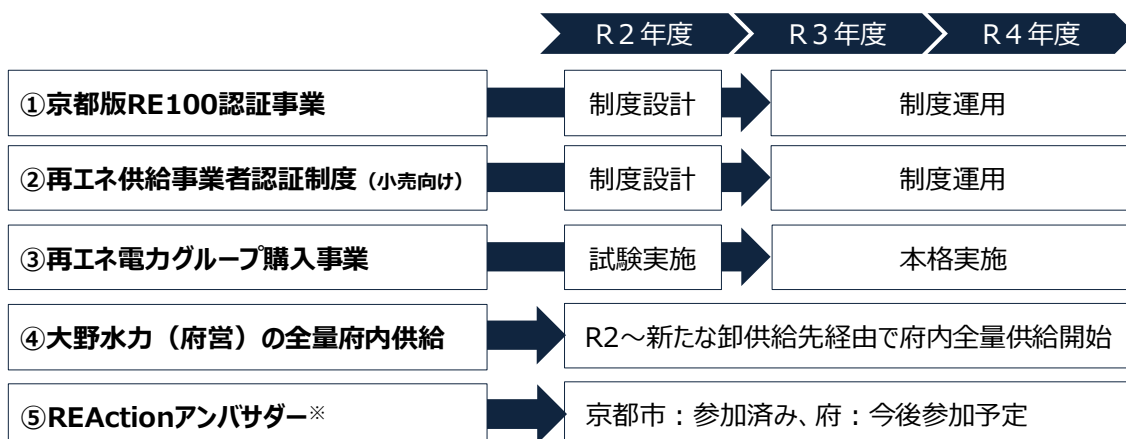 R２年度 R３年度 R４年度
①京都版RE100認証事業 制度設計 制度運用
②再エネ供給事業者認証制度（小売向け） 制度設計 制度運用
③再エネ電力グループ購入事業 試験実施 本格実施
④大野水力（府営）の全量府内供給 R2～新たな卸供給先経由で府内全量供給開始
⑤REActionアンバサダー※ 京都市：参加済み、府：今後参加予定